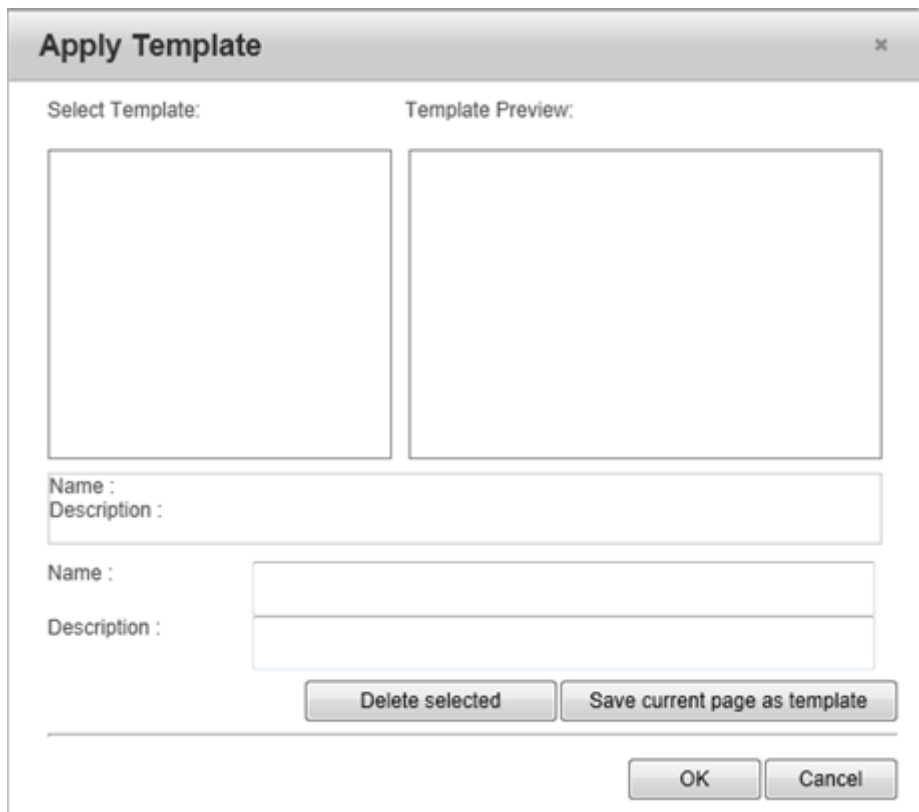 Apply Template
Select Template: Template Preview:
Name :
Description :
Name :
Description :
Delete selected Save current page as template
OK Cancel